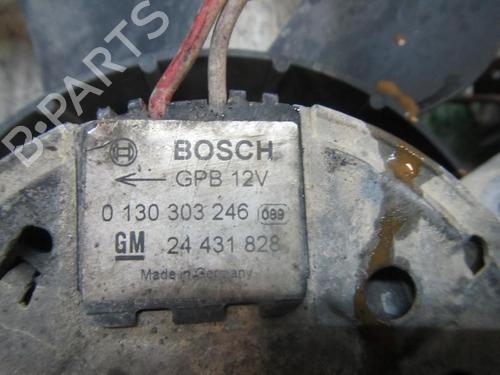 BOSCH
← GPB 12V
0 130 303 246 089
GM 24 431 828
Made in Germany
B-PARTS